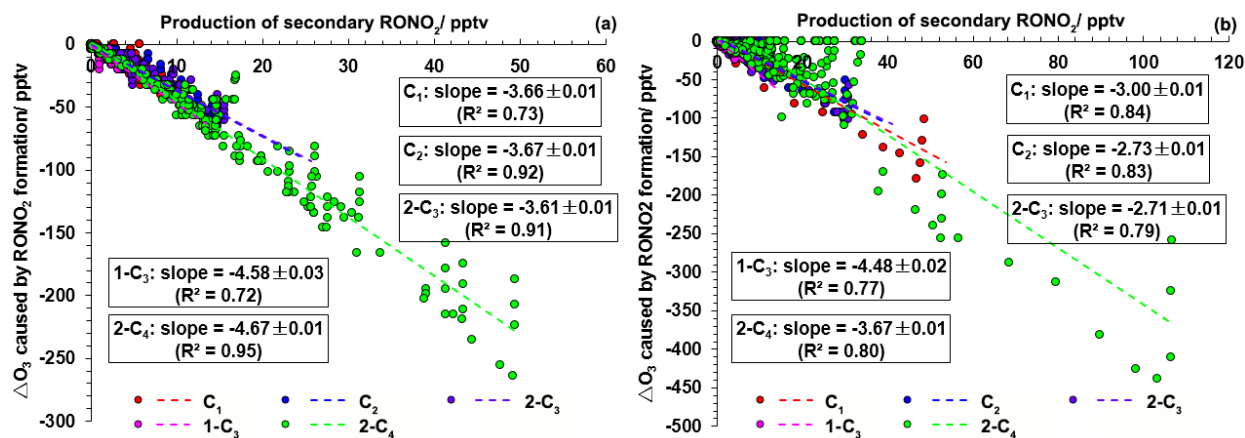 Production of secondary RONO₂/ pptv
(a)
0 10 20 30 40 50 60
0
-50
-100
-150
-200
-250
-300
△O₃ caused by RONO₂ formation/ pptv
C₁: slope = -3.66±0.01
(R² = 0.73)
C₂: slope = -3.67±0.01
(R² = 0.92)
2-C₃: slope = -3.61±0.01
(R² = 0.91)
1-C₃: slope = -4.58±0.03
(R² = 0.72)
2-C₄: slope = -4.67±0.01
(R² = 0.95)
C₁ C₂ 2-C₃
1-C₃ 2-C₄
Production of secondary RONO₂/ pptv
(b)
0 20 40 60 80 100 120
0
-50
-100
-150
-200
-250
-300
-350
-400
-450
-500
△O₃ caused by RONO2 formation/ pptv
C₁: slope = -3.00±0.01
(R² = 0.84)
C₂: slope = -2.73±0.01
(R² = 0.83)
2-C₃: slope = -2.71±0.01
(R² = 0.79)
1-C₃: slope = -4.48±0.02
(R² = 0.77)
2-C₄: slope = -3.67±0.01
(R² = 0.80)
C₁ C₂ 2-C₃
1-C₃ 2-C₄